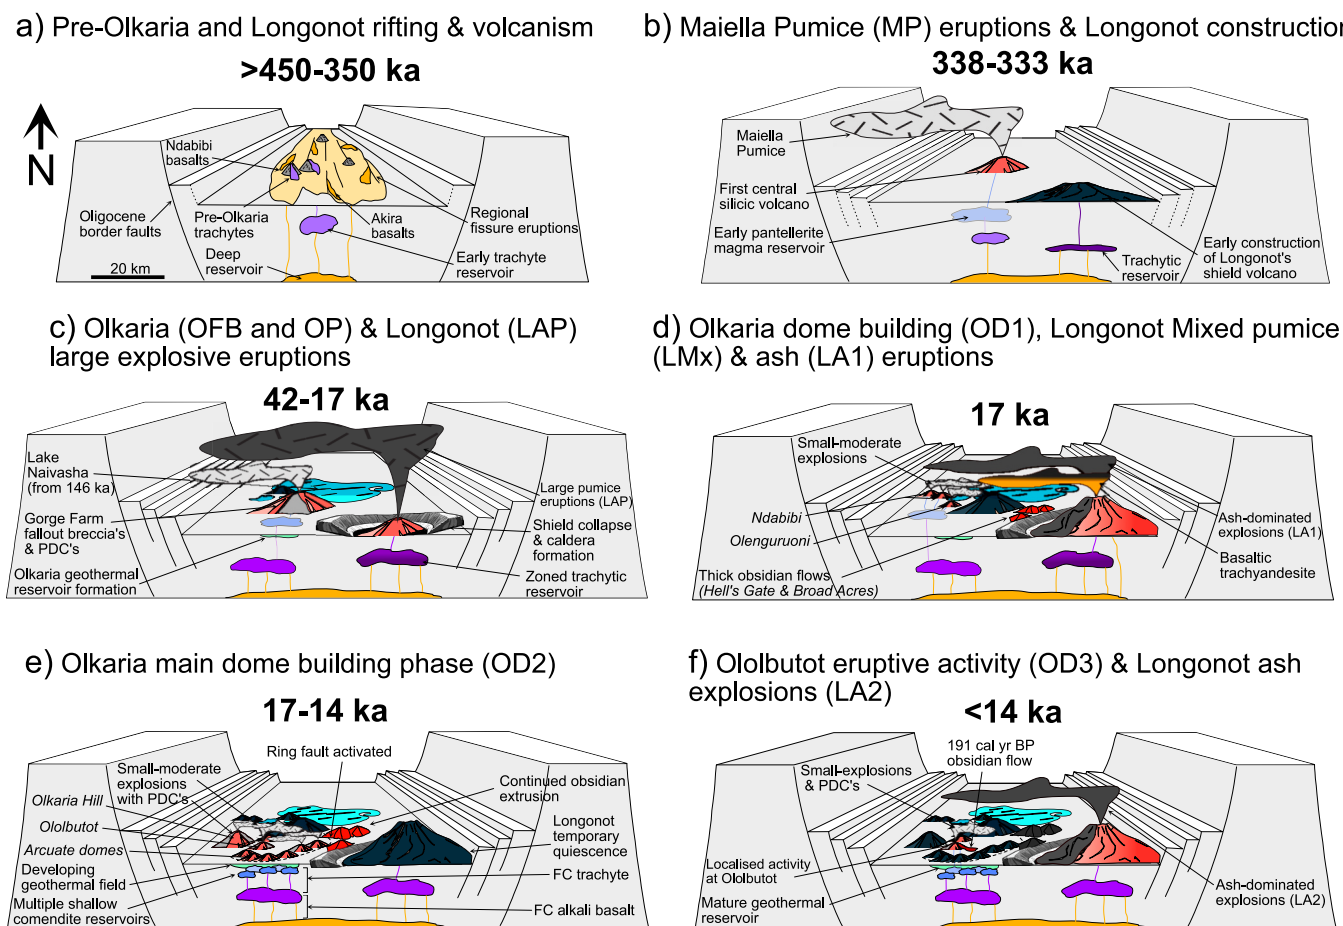 a) Pre-Olkaria and Longonot rifting & volcanism
>450-350 ka
N
Ndabibi
basalts
Oligocene
border faults
Pre-Olkaria
trachytes
Akira
basalts
Regional
fissure eruptions
Deep
reservoir
Early trachyte
reservoir
20 km
b) Maiella Pumice (MP) eruptions & Longonot construction
338-333 ka
Maiella
Pumice
First central
silicic volcano
Early pantellerite
magma reservoir
Trachytic
reservoir
Early construction
of Longonot's
shield volcano
c) Olkaria (OFB and OP) & Longonot (LAP)
large explosive eruptions
42-17 ka
Lake
Naivasha
(from 146 ka)
Gorge Farm
fallout breccia's
& PDC's
Olkaria geothermal
reservoir formation
Large pumice
eruptions (LAP)
Shield collapse
& caldera
formation
Zoned trachytic
reservoir
d) Olkaria dome building (OD1), Longonot Mixed pumice
(LMx) & ash (LA1) eruptions
17 ka
Small-moderate
explosions
Ndabibi
Olenguruoni
Thick obsidian flows
(Hell's Gate & Broad Acres)
Ash-dominated
explosions (LA1)
Basaltic
trachyandesite
e) Olkaria main dome building phase (OD2)
17-14 ka
Ring fault activated
Small-moderate
explosions
with PDC's
Olkaria Hill
Ololbutot
Arcuate domes
Developing
geothermal field
Multiple shallow
comendite reservoirs
Continued obsidian
extrusion
Longonot
temporary
quiescence
FC trachyte
FC alkali basalt
f) Ololbutot eruptive activity (OD3) & Longonot ash
explosions (LA2)
<14 ka
191 cal yr BP
obsidian flow
Small-explosions
& PDC's
Localised activity
at Ololbutot
Mature geothermal
reservoir
Ash-dominated
explosions (LA2)